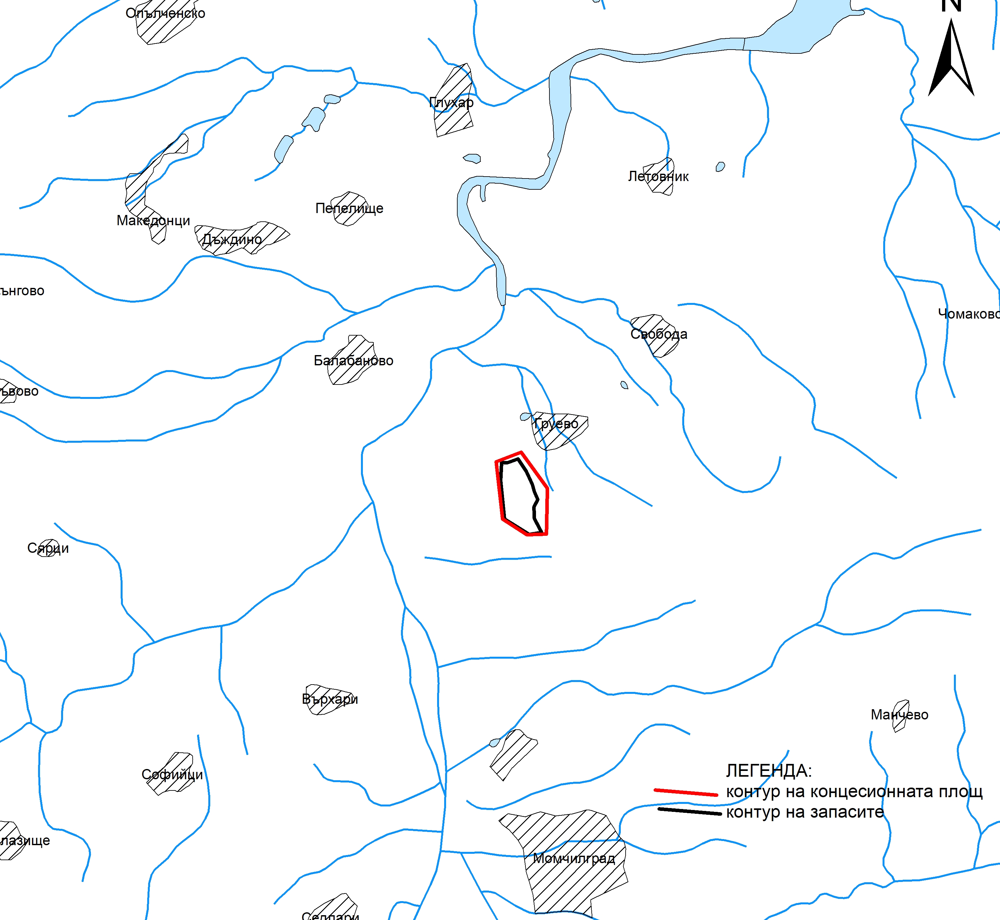 N
Опълченско
Глухар
Летовник
Пепелище
Македонци
Дъждино
ънгово
Чомаково
Свобода
Балабаново
ьвово
Груево
Сярци
Върхари
Манчево
ЛЕГЕНДА:
Софийци
контур на концесионната площ
контур на запасите
лазище
Момчилград
Седлари